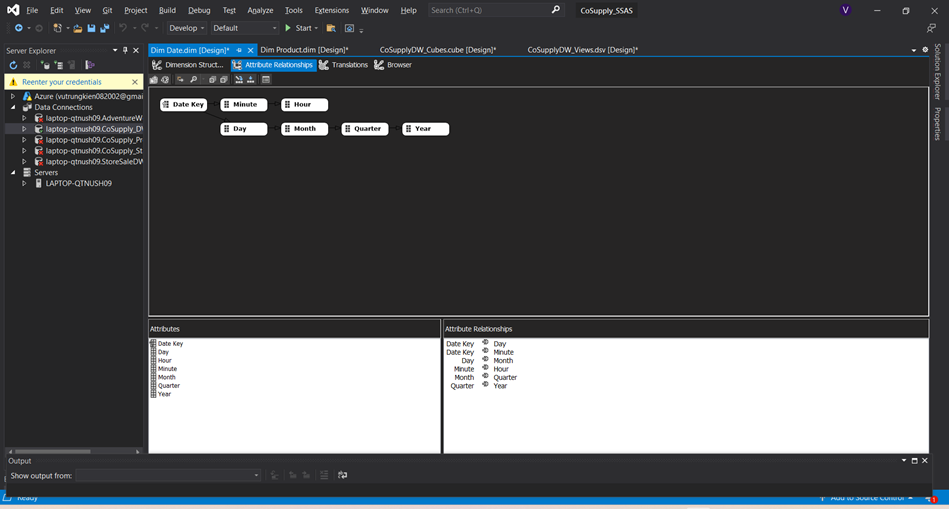 File Edit View Git Project Build Debug Test Analyze Tools Extensions Window Help Search (Ctrl+Q) CoSupply_SSAS V
Develop Default Start
Server Explorer
Dim Date.dim [Design]* Dim Product.dim [Design]* CoSupplyDW_Cubes.cube [Design]* CoSupplyDW_Views.dsv [Design]*
Dimension Struct... Attribute Relationships Translations Browser
Reenter your credentials
Azure (vutrungkien082002@gmai
Data Connections
laptop-qtnush09.AdventureW
laptop-qtnush09.CoSupply_D
laptop-qtnush09.CoSupply_Pr
laptop-qtnush09.CoSupply_St
laptop-qtnush09.StoreSaleDW
Servers
LAPTOP-QTNUSH09
Date Key Minute Hour
Day Month Quarter Year
Solution Explorer
Properties
Attributes
Date Key
Day
Hour
Minute
Month
Quarter
Year
Attribute Relationships
Date Key Day
Date Key Minute
Day Month
Minute Hour
Month Quarter
Quarter Year
Output
Show output from:
Ready Add to Source Control 1